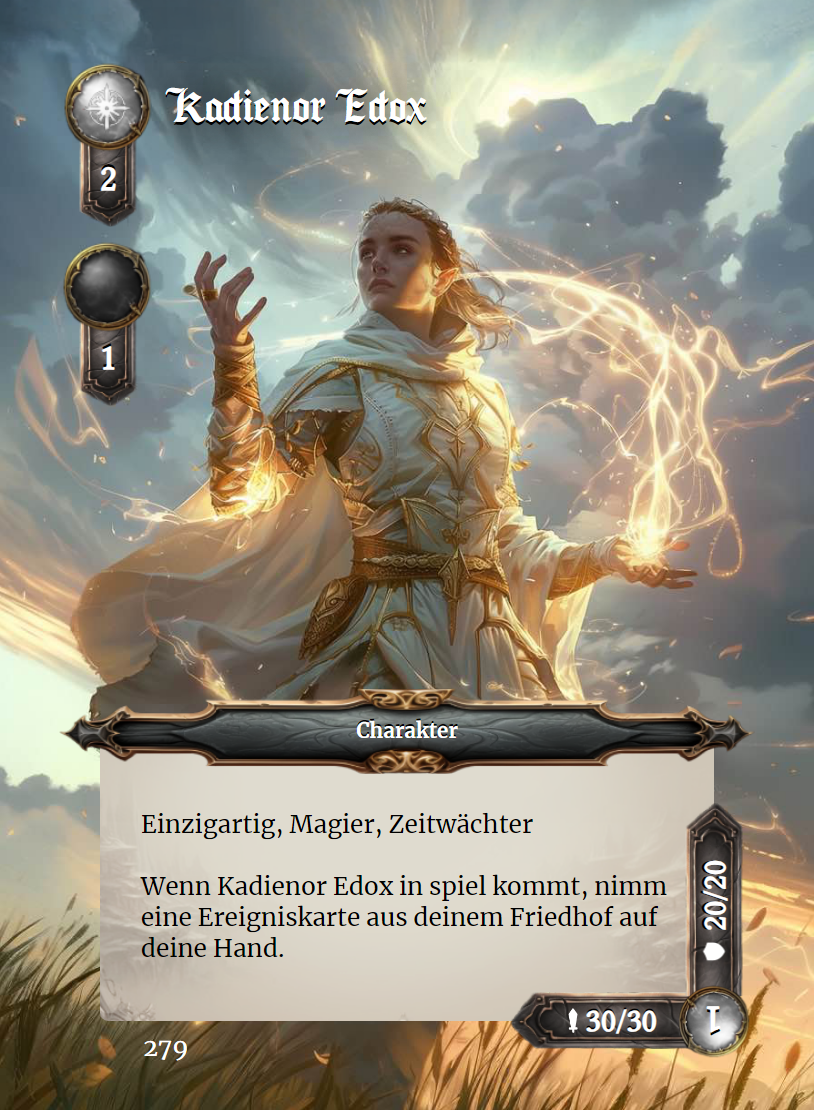 Kadienor Edox
2
1
Charakter
Einzigartig, Magier, Zeitwächter
Wenn Kadienor Edox in spiel kommt, nimm
eine Ereigniskarte aus deinem Friedhof auf
deine Hand.
20/20
30/30
I
279